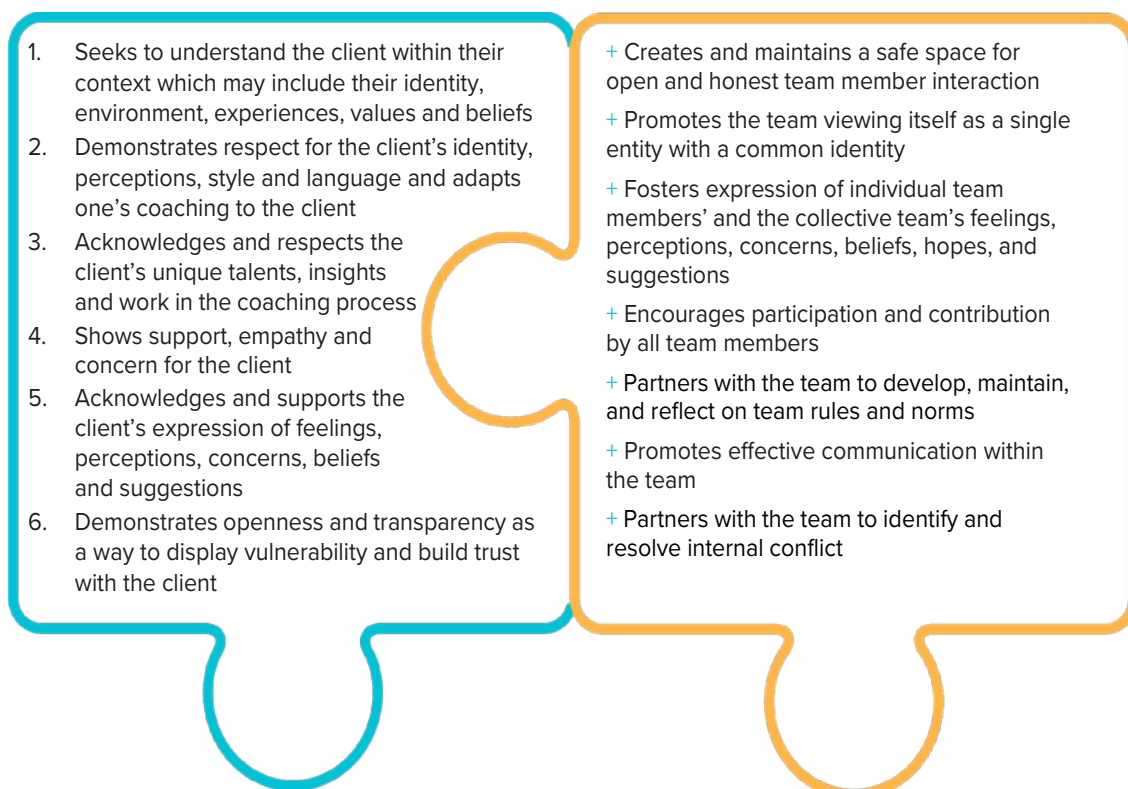 1. Seeks to understand the client within their
context which may include their identity,
environment, experiences, values and beliefs
2. Demonstrates respect for the client’s identity,
perceptions, style and language and adapts
one’s coaching to the client
3. Acknowledges and respects the
client’s unique talents, insights
and work in the coaching process
4. Shows support, empathy and
concern for the client
5. Acknowledges and supports the
client’s expression of feelings,
perceptions, concerns, beliefs
and suggestions
6. Demonstrates openness and transparency as
a way to display vulnerability and build trust
with the client
+ Creates and maintains a safe space for
open and honest team member interaction
+ Promotes the team viewing itself as a single
entity with a common identity
+ Fosters expression of individual team
members’ and the collective team’s feelings,
perceptions, concerns, beliefs, hopes, and
suggestions
+ Encourages participation and contribution
by all team members
+ Partners with the team to develop, maintain,
and reflect on team rules and norms
+ Promotes effective communication within
the team
+ Partners with the team to identify and
resolve internal conflict